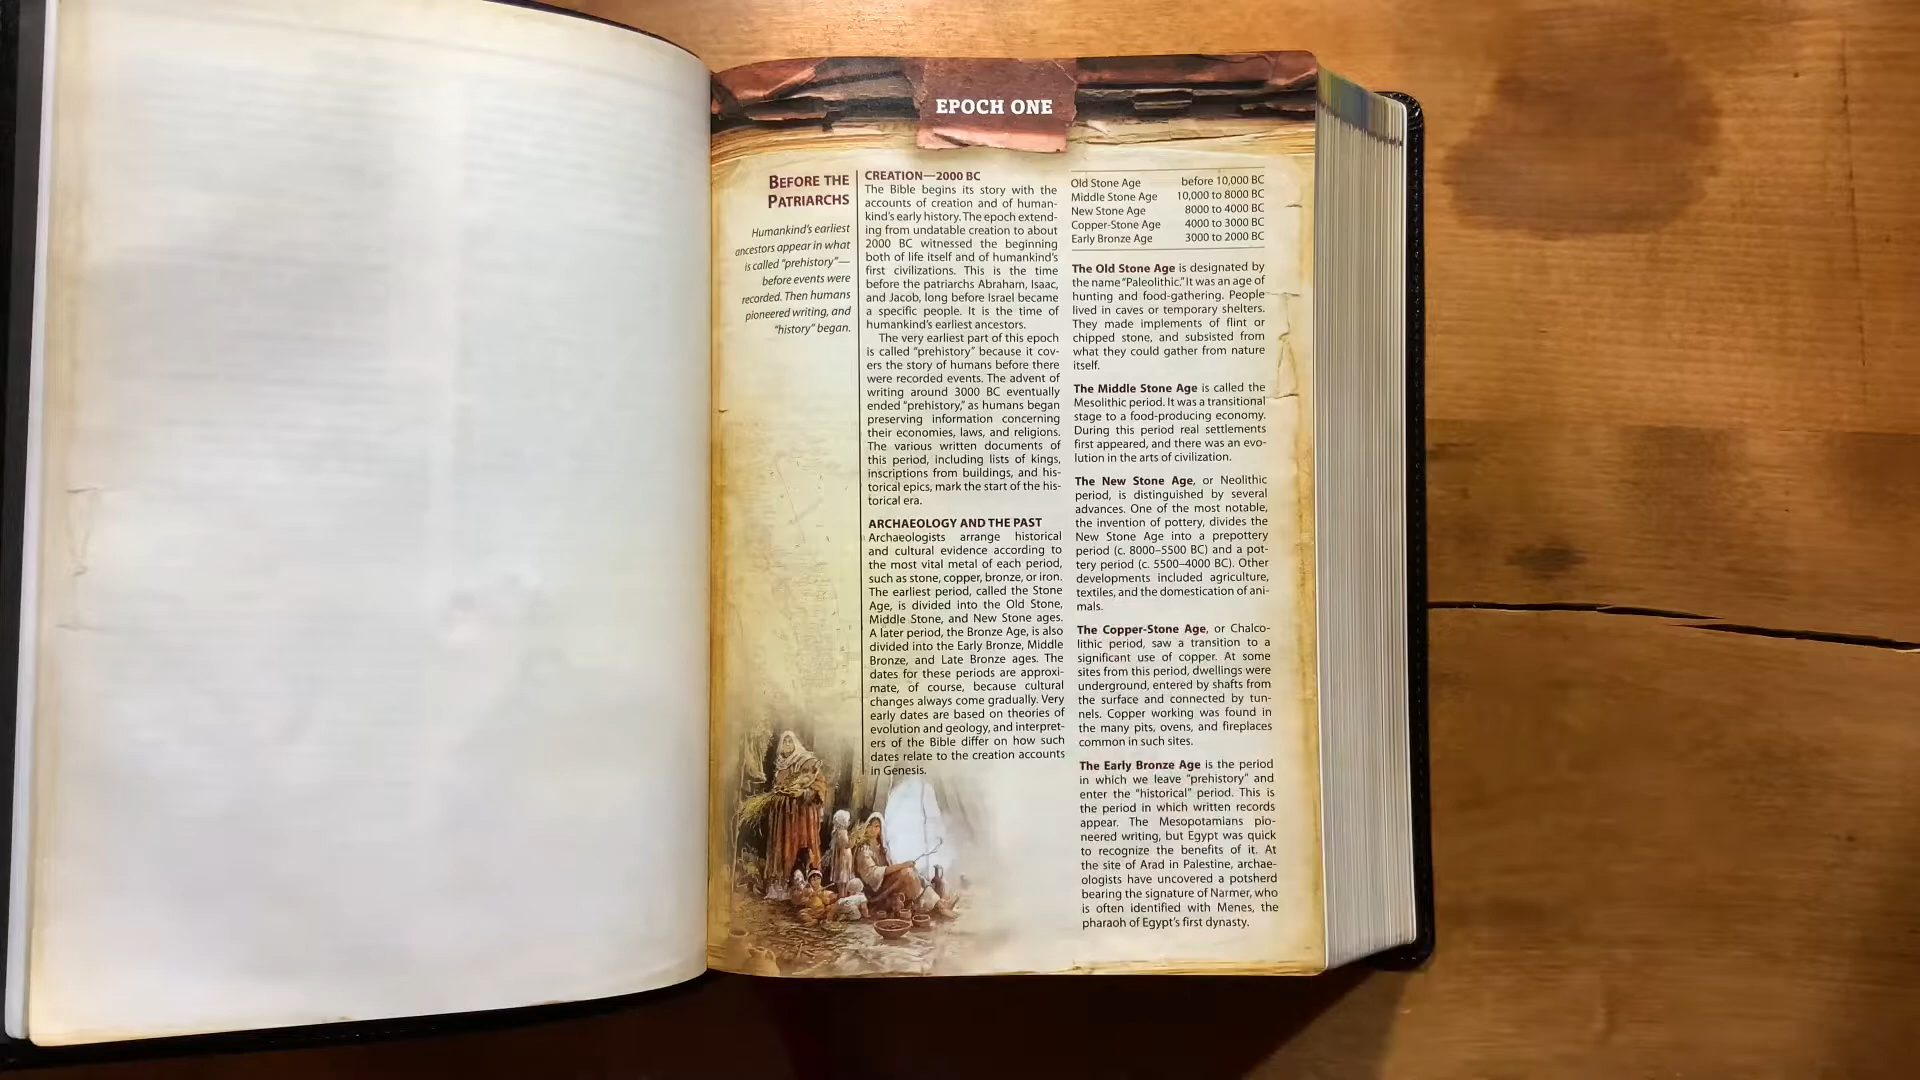 EPOCH ONE
BEFORE THE
PATRIARCHS
Humankind's earliest
ancestors appear in what
is called "prehistory"—
before events were
recorded. Then humans
pioneered writing, and
"history" began.
CREATION—2000 BC
The Bible begins its story with the
accounts of creation and of human-
kind's early history. The epoch extend-
ing from undatable creation to about
2000 BC witnessed the beginning
both of life itself and of humankind's
first civilizations. This is the time
before the patriarchs Abraham, Isaac,
and Jacob, long before Israel became
a specific people. It is the time of
humankind's earliest ancestors.
The very earliest part of this epoch
is called "prehistory" because it cov-
ers the story of humans before there
were recorded events. The advent of
writing around 3000 BC eventually
ended "prehistory," as humans began
preserving information concerning
their economies, laws, and religions.
The various written documents of
this period, including lists of kings,
inscriptions from buildings, and his-
torical epics, mark the start of the his-
torical era.
ARCHAEOLOGY AND THE PAST
Archaeologists arrange historical
and cultural evidence according to
the most vital metal of each period,
such as stone, copper, bronze, or iron.
The earliest period, called the Stone
Age, is divided into the Old Stone,
Middle Stone, and New Stone ages.
A later period, the Bronze Age, is also
divided into the Early Bronze, Middle
Bronze, and Late Bronze ages. The
dates for these periods are approxi-
mate, of course, because cultural
changes always come gradually. Very
early dates are based on theories of
evolution and geology, and interpret-
ers of the Bible differ on how such
dates relate to the creation accounts
in Genesis.
Old Stone Age before 10,000 BC
Middle Stone Age 10,000 to 8000 BC
New Stone Age 8000 to 4000 BC
Copper-Stone Age 4000 to 3000 BC
Early Bronze Age 3000 to 2000 BC
The Old Stone Age is designated by
the name "Paleolithic." It was an age of
hunting and food-gathering. People
lived in caves or temporary shelters.
They made implements of flint or
chipped stone, and subsisted from
what they could gather from nature
itself.
The Middle Stone Age is called the
Mesolithic period. It was a transitional
stage to a food-producing economy.
During this period real settlements
first appeared, and there was an evo-
lution in the arts of civilization.
The New Stone Age, or Neolithic
period, is distinguished by several
advances. One of the most notable,
the invention of pottery, divides the
New Stone Age into a prepottery
period (c. 8000–5500 BC) and a pot-
tery period (c. 5500–4000 BC). Other
developments included agriculture,
textiles, and the domestication of ani-
mals.
The Copper-Stone Age, or Chalco-
lithic period, saw a transition to a
significant use of copper. At some
sites from this period, dwellings were
underground, entered by shafts from
the surface and connected by tun-
nels. Copper working was found in
the many pits, ovens, and fireplaces
common in such sites.
The Early Bronze Age is the period
in which we leave "prehistory" and
enter the "historical" period. This is
the period in which written records
appear. The Mesopotamians pio-
neered writing, but Egypt was quick
to recognize the benefits of it. At
the site of Arad in Palestine, archae-
ologists have uncovered a potsherd
bearing the signature of Narmer, who
is often identified with Menes, the
pharaoh of Egypt's first dynasty.